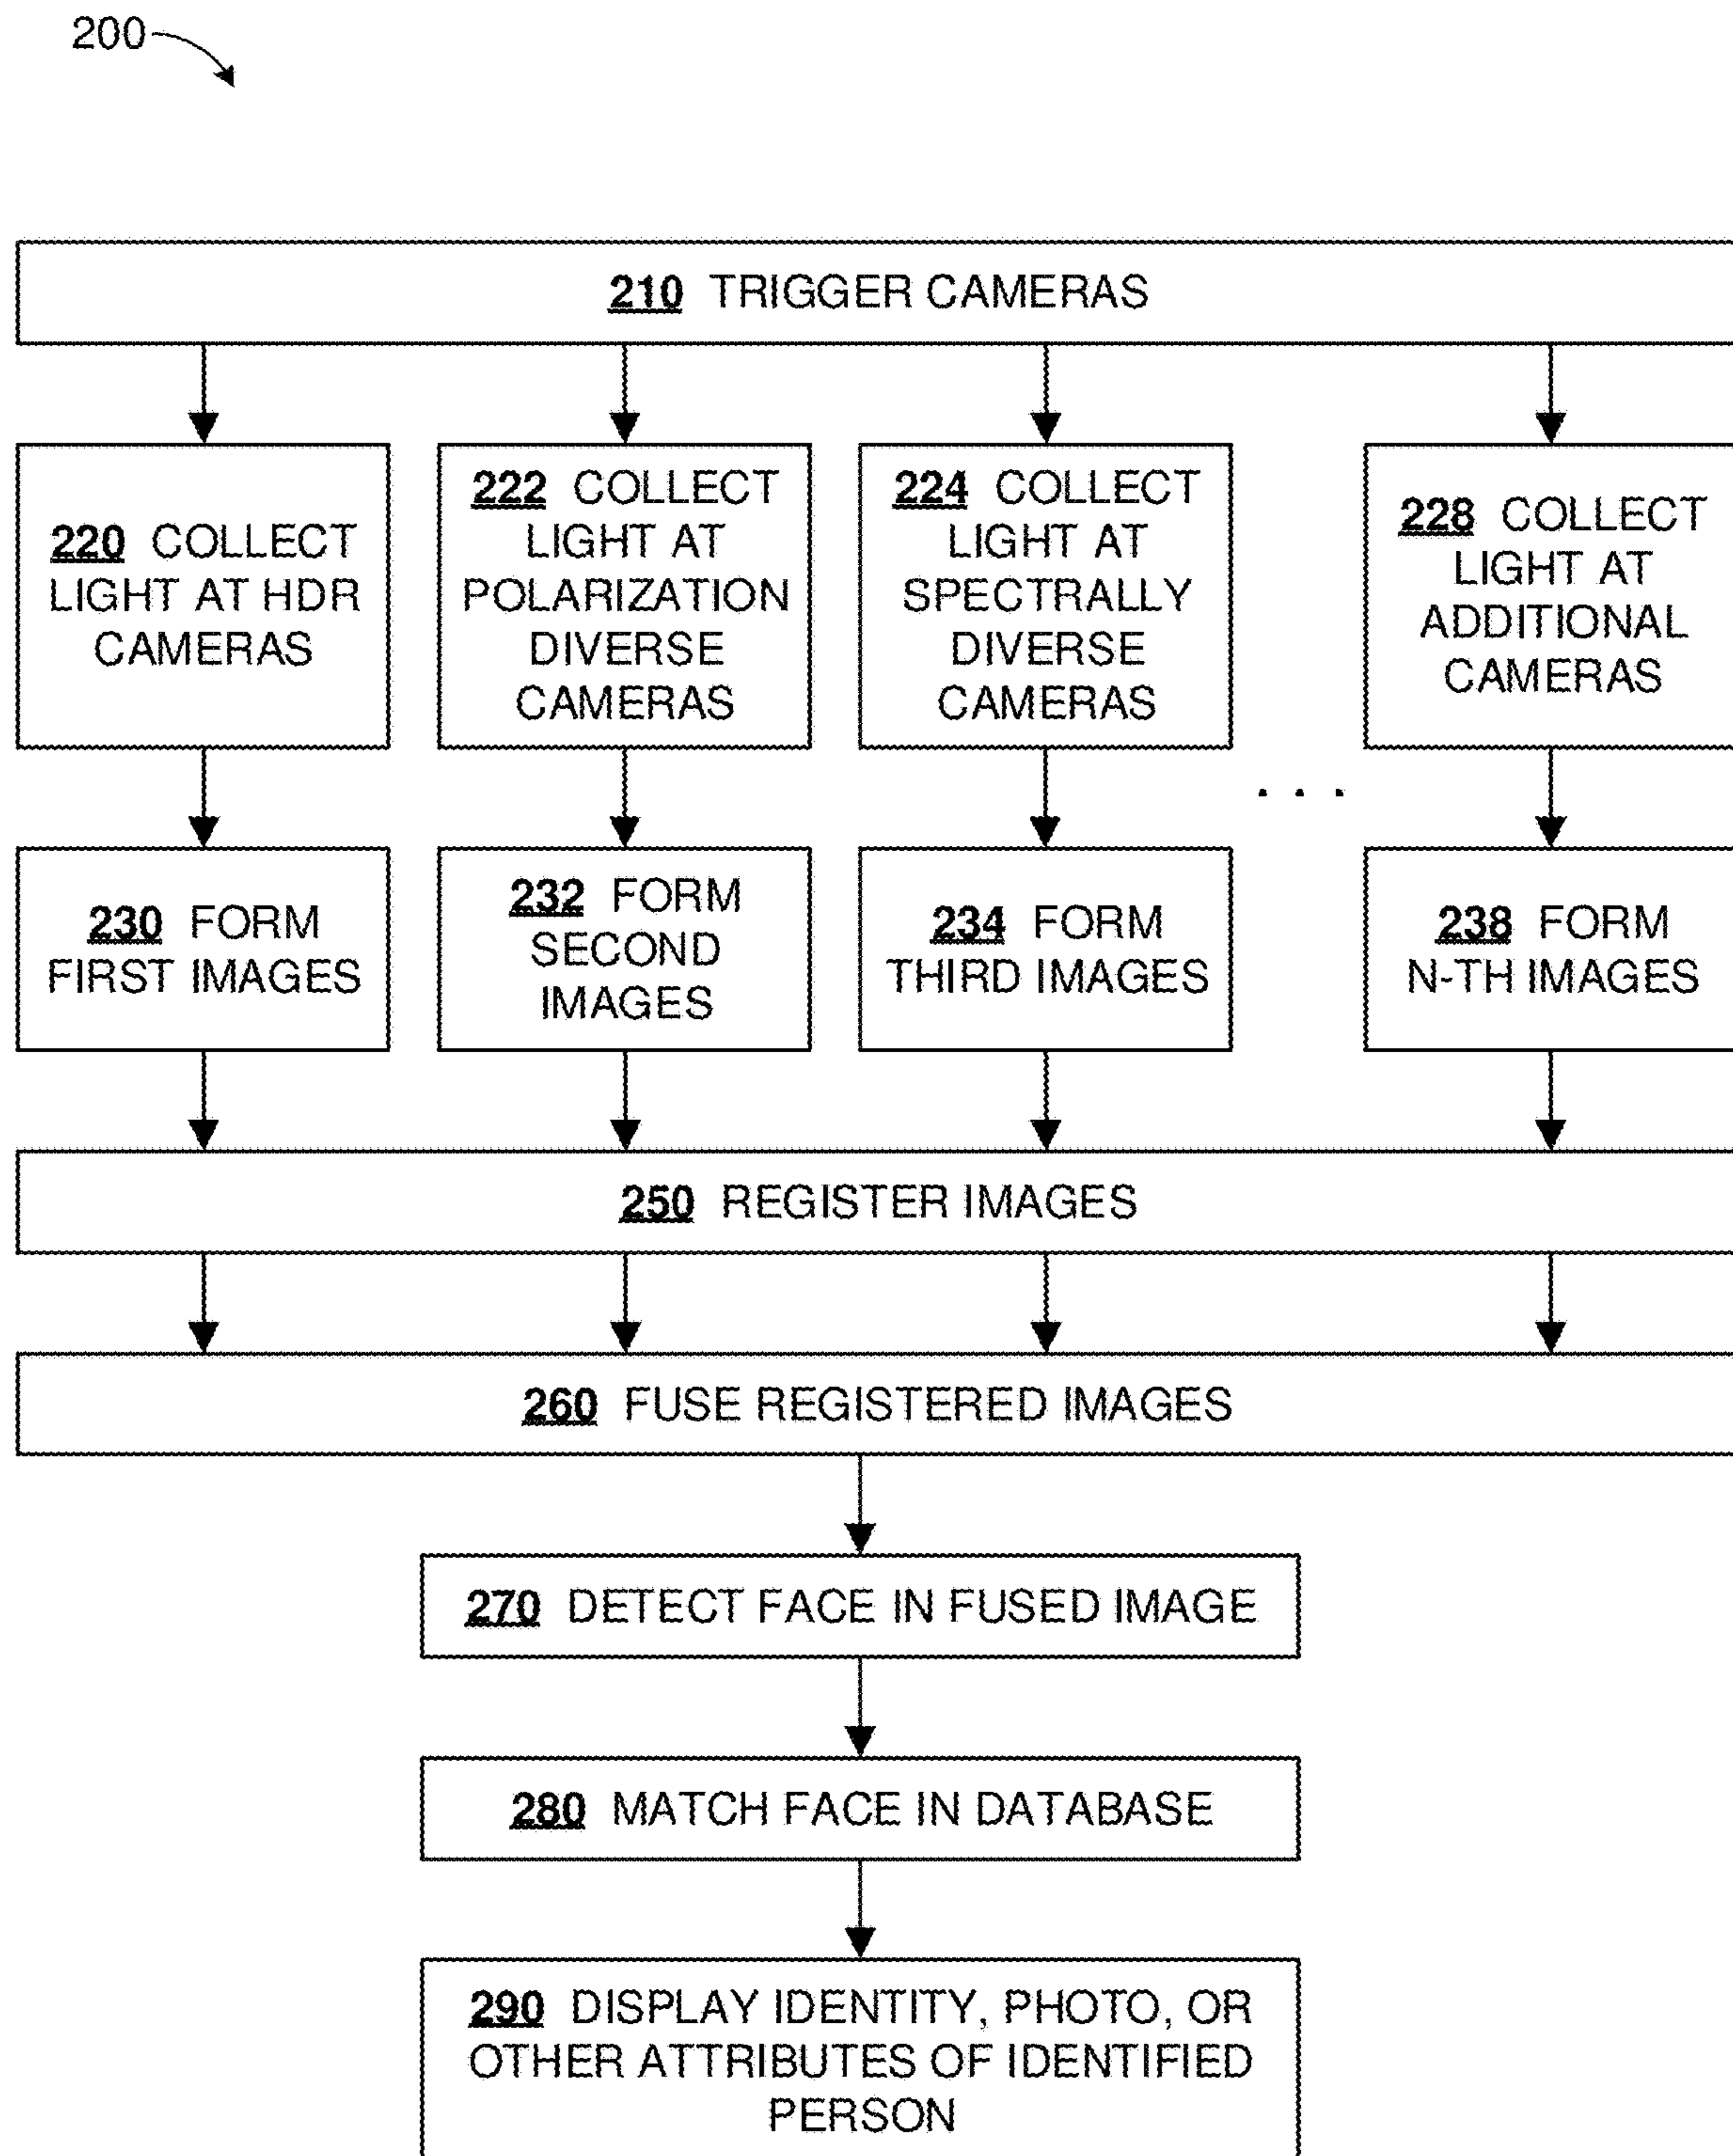 200
210 TRIGGER CAMERAS
220 COLLECT
LIGHT AT HDR
CAMERAS
222 COLLECT
LIGHT AT
POLARIZATION
DIVERSE
CAMERAS
224 COLLECT
LIGHT AT
SPECTRALLY
DIVERSE
CAMERAS
228 COLLECT
LIGHT AT
ADDITIONAL
CAMERAS
. . .
230 FORM
FIRST IMAGES
232 FORM
SECOND
IMAGES
234 FORM
THIRD IMAGES
238 FORM
N-TH IMAGES
250 REGISTER IMAGES
260 FUSE REGISTERED IMAGES
270 DETECT FACE IN FUSED IMAGE
280 MATCH FACE IN DATABASE
290 DISPLAY IDENTITY, PHOTO, OR
OTHER ATTRIBUTES OF IDENTIFIED
PERSON